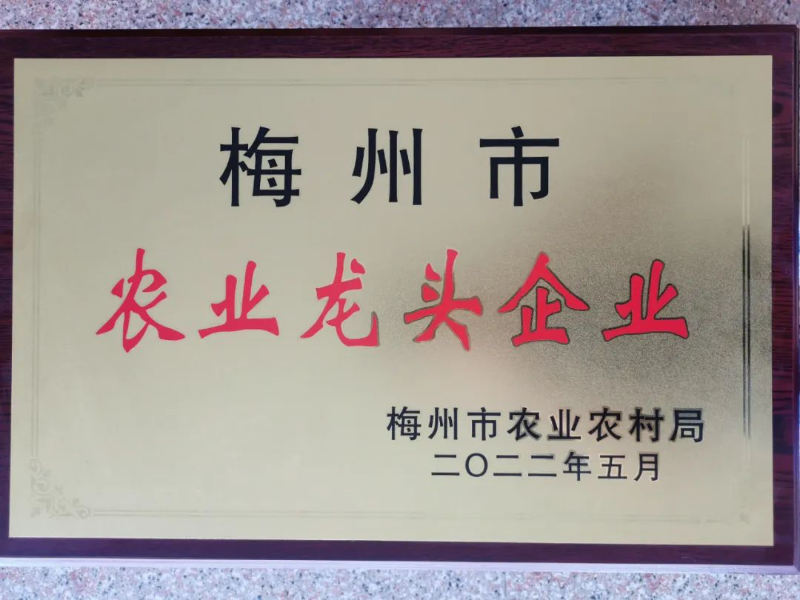 梅州市
农业龙头企业
梅州市农业农村局
二〇二二年五月